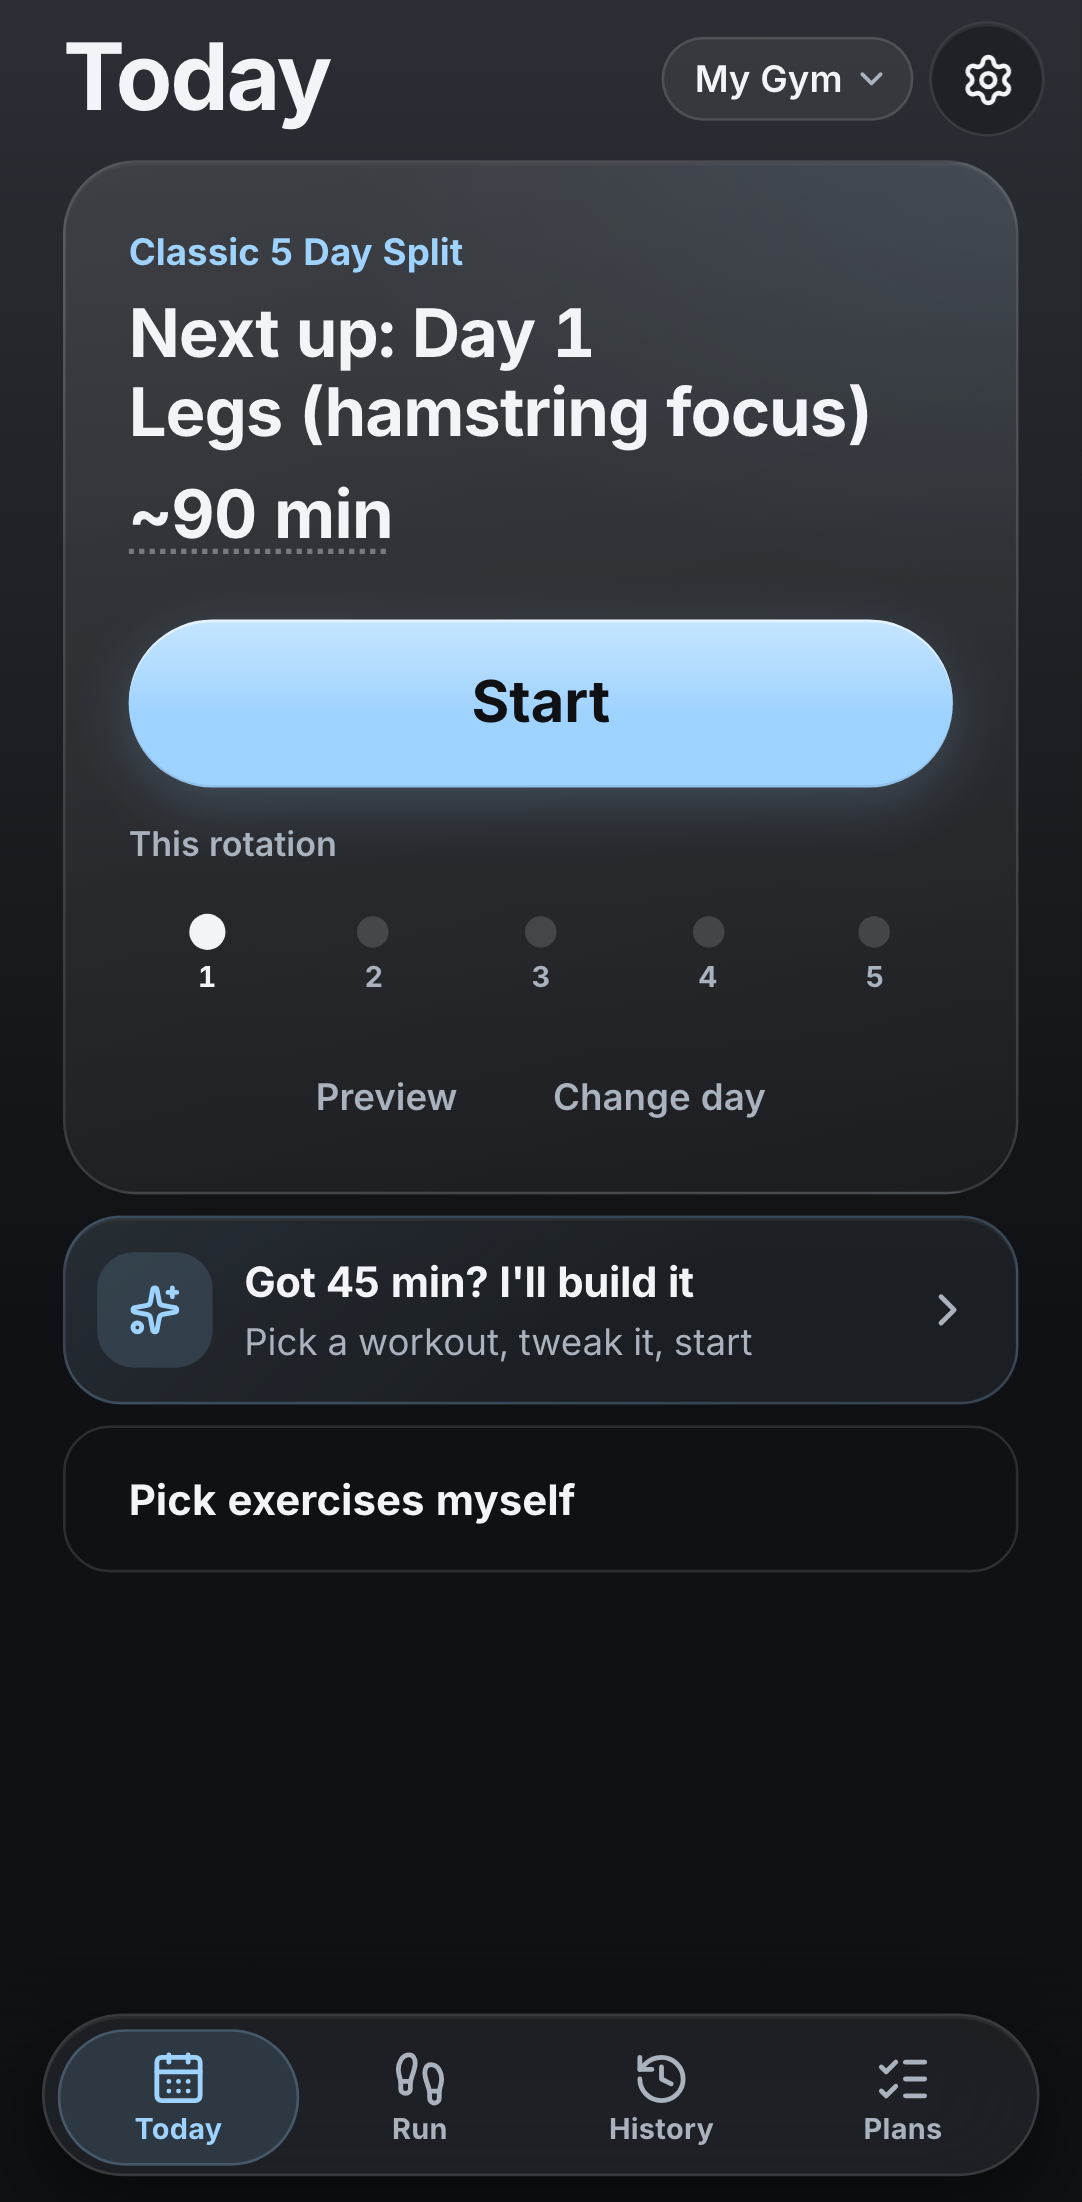 Today
My Gym
Classic 5 Day Split
Next up: Day 1
Legs (hamstring focus)
~90 min
Start
This rotation
1 2 3 4 5
Preview Change day
Got 45 min? I'll build it
Pick a workout, tweak it, start
Pick exercises myself
Today Run History Plans